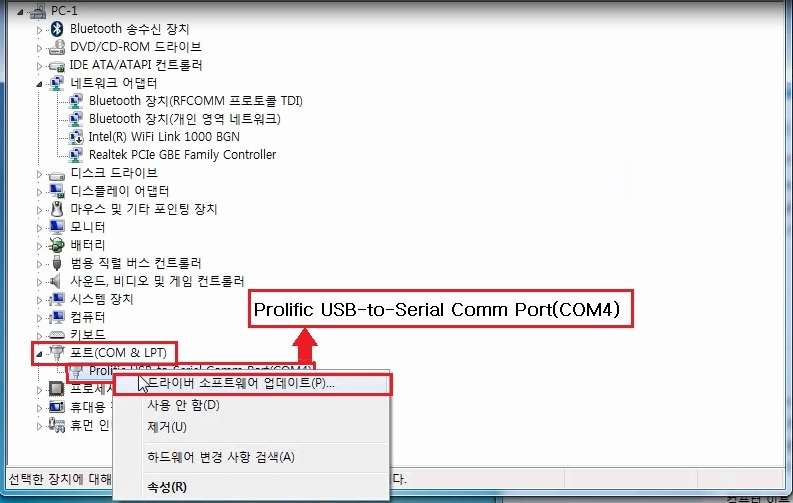 PC-1
Bluetooth 송수신 장치
DVD/CD-ROM 드라이브
IDE ATA/ATAPI 컨트롤러
네트워크 어댑터
Bluetooth 장치(RFCOMM 프로토콜 TDI)
Bluetooth 장치(개인 영역 네트워크)
Intel(R) WiFi Link 1000 BGN
Realtek PCIe GBE Family Controller
디스크 드라이브
디스플레이 어댑터
마우스 및 기타 포인팅 장치
모니터
배터리
범용 직렬 버스 컨트롤러
사운드, 비디오 및 게임 컨트롤러
시스템 장치
Prolific USB-to-Serial Comm Port(COM4)
컴퓨터
키보드
포트(COM & LPT)
Prolific USB-to-Serial Comm Port(COM4)
드라이버 소프트웨어 업데이트(P)...
프로세서
사용 안 함(D)
휴대용
제거(U)
휴먼
하드웨어 변경 사항 검색(A)
선택한 장치에 대해
다.
속성(R)